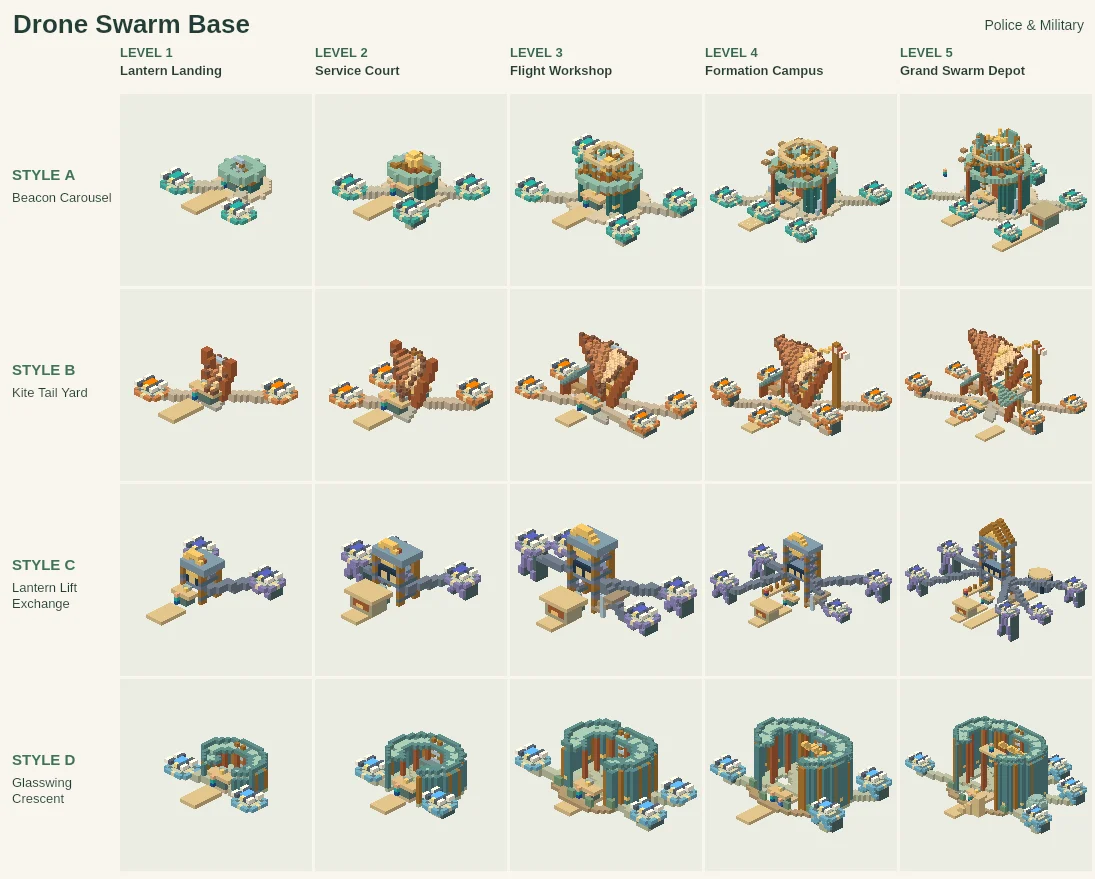 Drone Swarm Base
Police & Military
LEVEL 1
Lantern Landing
LEVEL 2
Service Court
LEVEL 3
Flight Workshop
LEVEL 4
Formation Campus
LEVEL 5
Grand Swarm Depot
STYLE A
Beacon Carousel
STYLE B
Kite Tail Yard
STYLE C
Lantern Lift
Exchange
STYLE D
Glasswing
Crescent